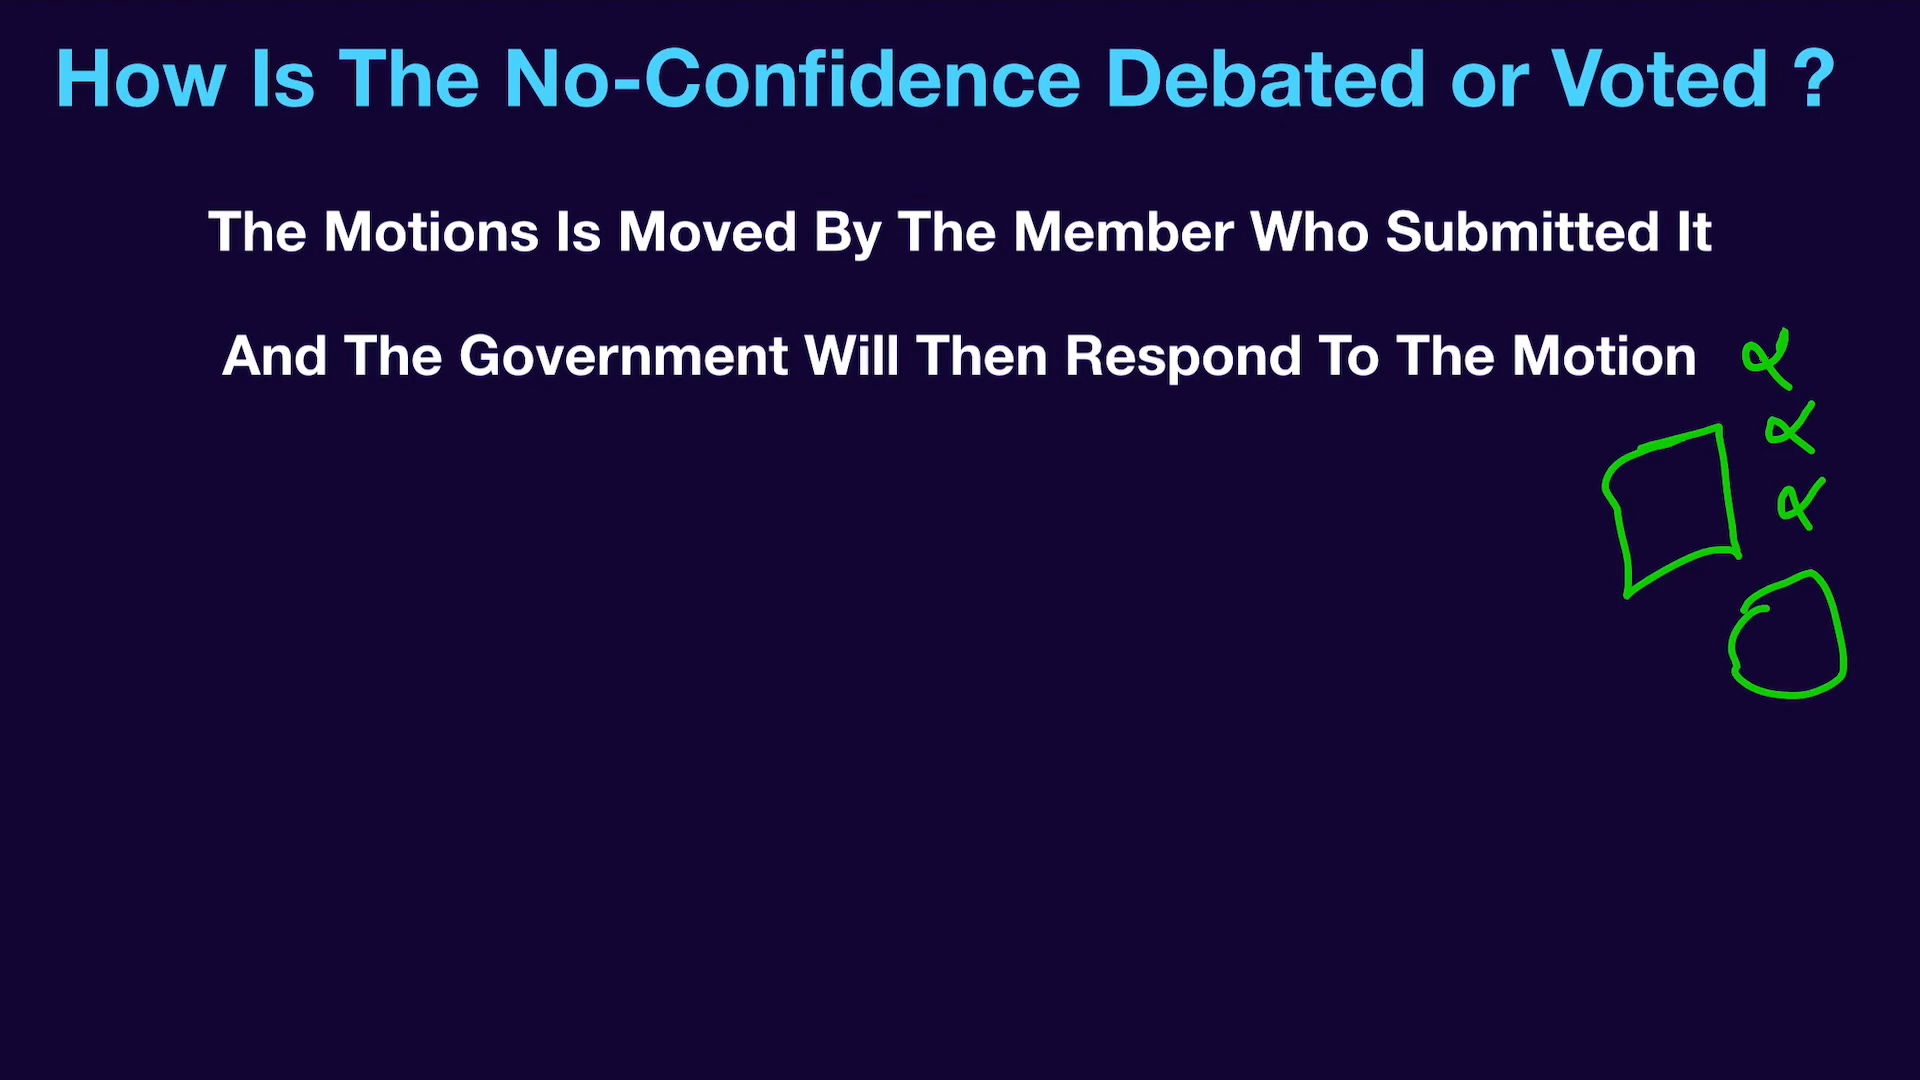 How Is The No-Confidence Debated or Voted ?
The Motions Is Moved By The Member Who Submitted It
And The Government Will Then Respond To The Motion